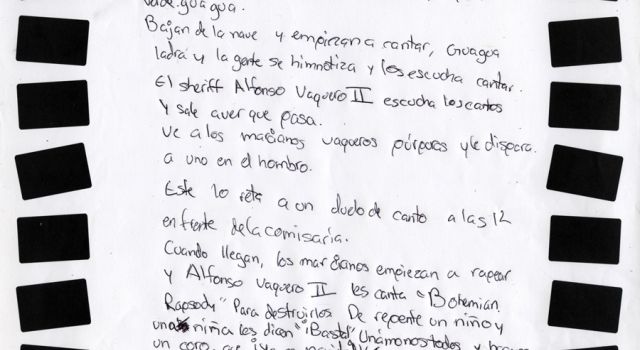 verde. guagua.
Bajan de la nave y empiezan a cantar, Guagua
ladra y la gente se himnotiza y les escucha cantar.
El sheriff Alfonso Vaquero II escucha los cantos
y sale a ver que pasa.
Ve a los marcianos vaqueros púrpuras y le dispara
a uno en el hombro.
Este lo reta a un duelo de canto a las 12
en frente de la comisaría.
Cuando llegan, los marcianos empiezan a rapear
y Alfonso Vaquero II les canta "Bohemian
Rapsody" para destruirlos. De repente un niño y
una niña les dicen "¡Basta! Unámonos todos y
un coro,